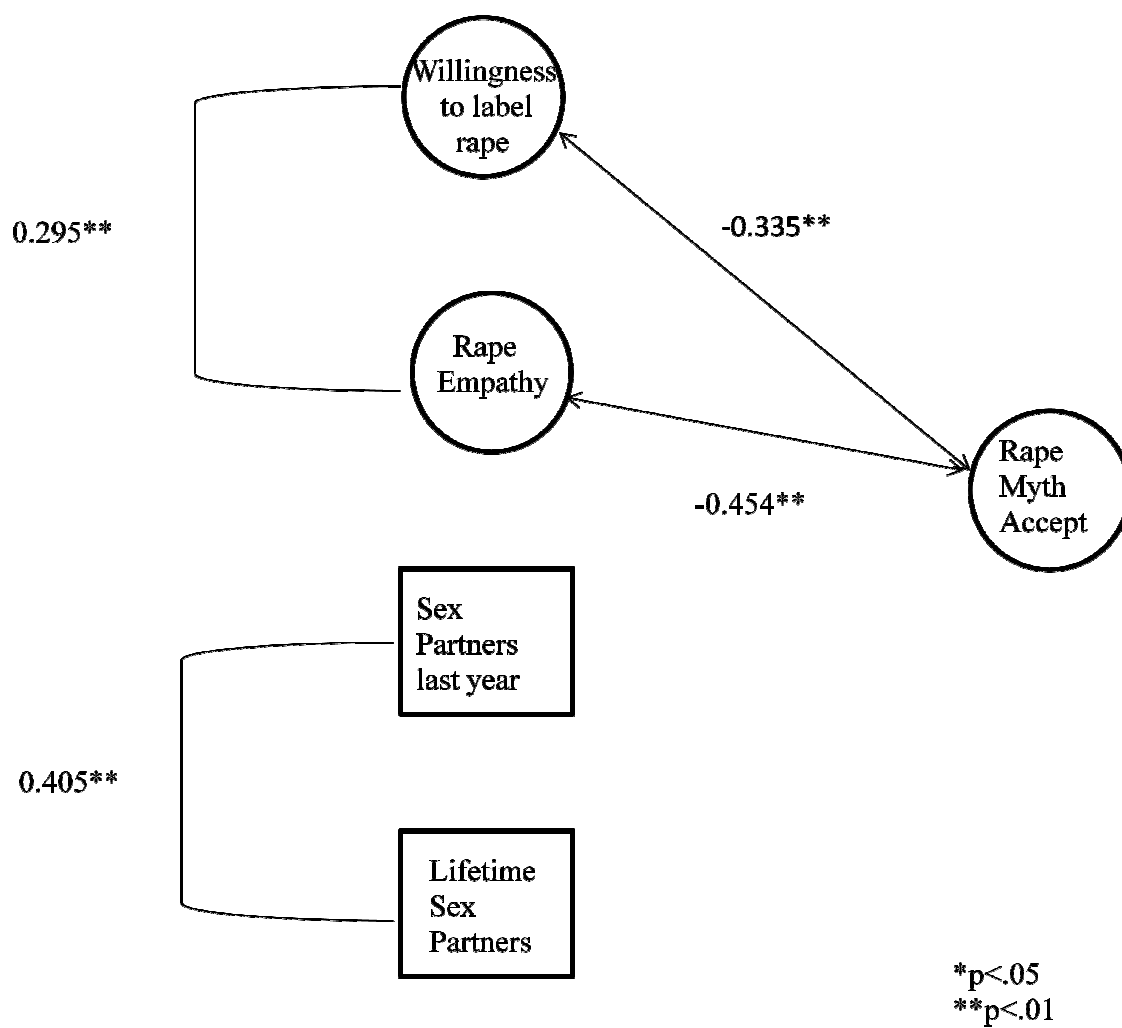 Willingness
to label
rape
0.295**
-0.335**
Rape
Empathy
Rape
Myth
Accept
-0.454**
Sex
Partners
last year
0.405**
Lifetime
Sex
Partners
*p<.05
**p<.01